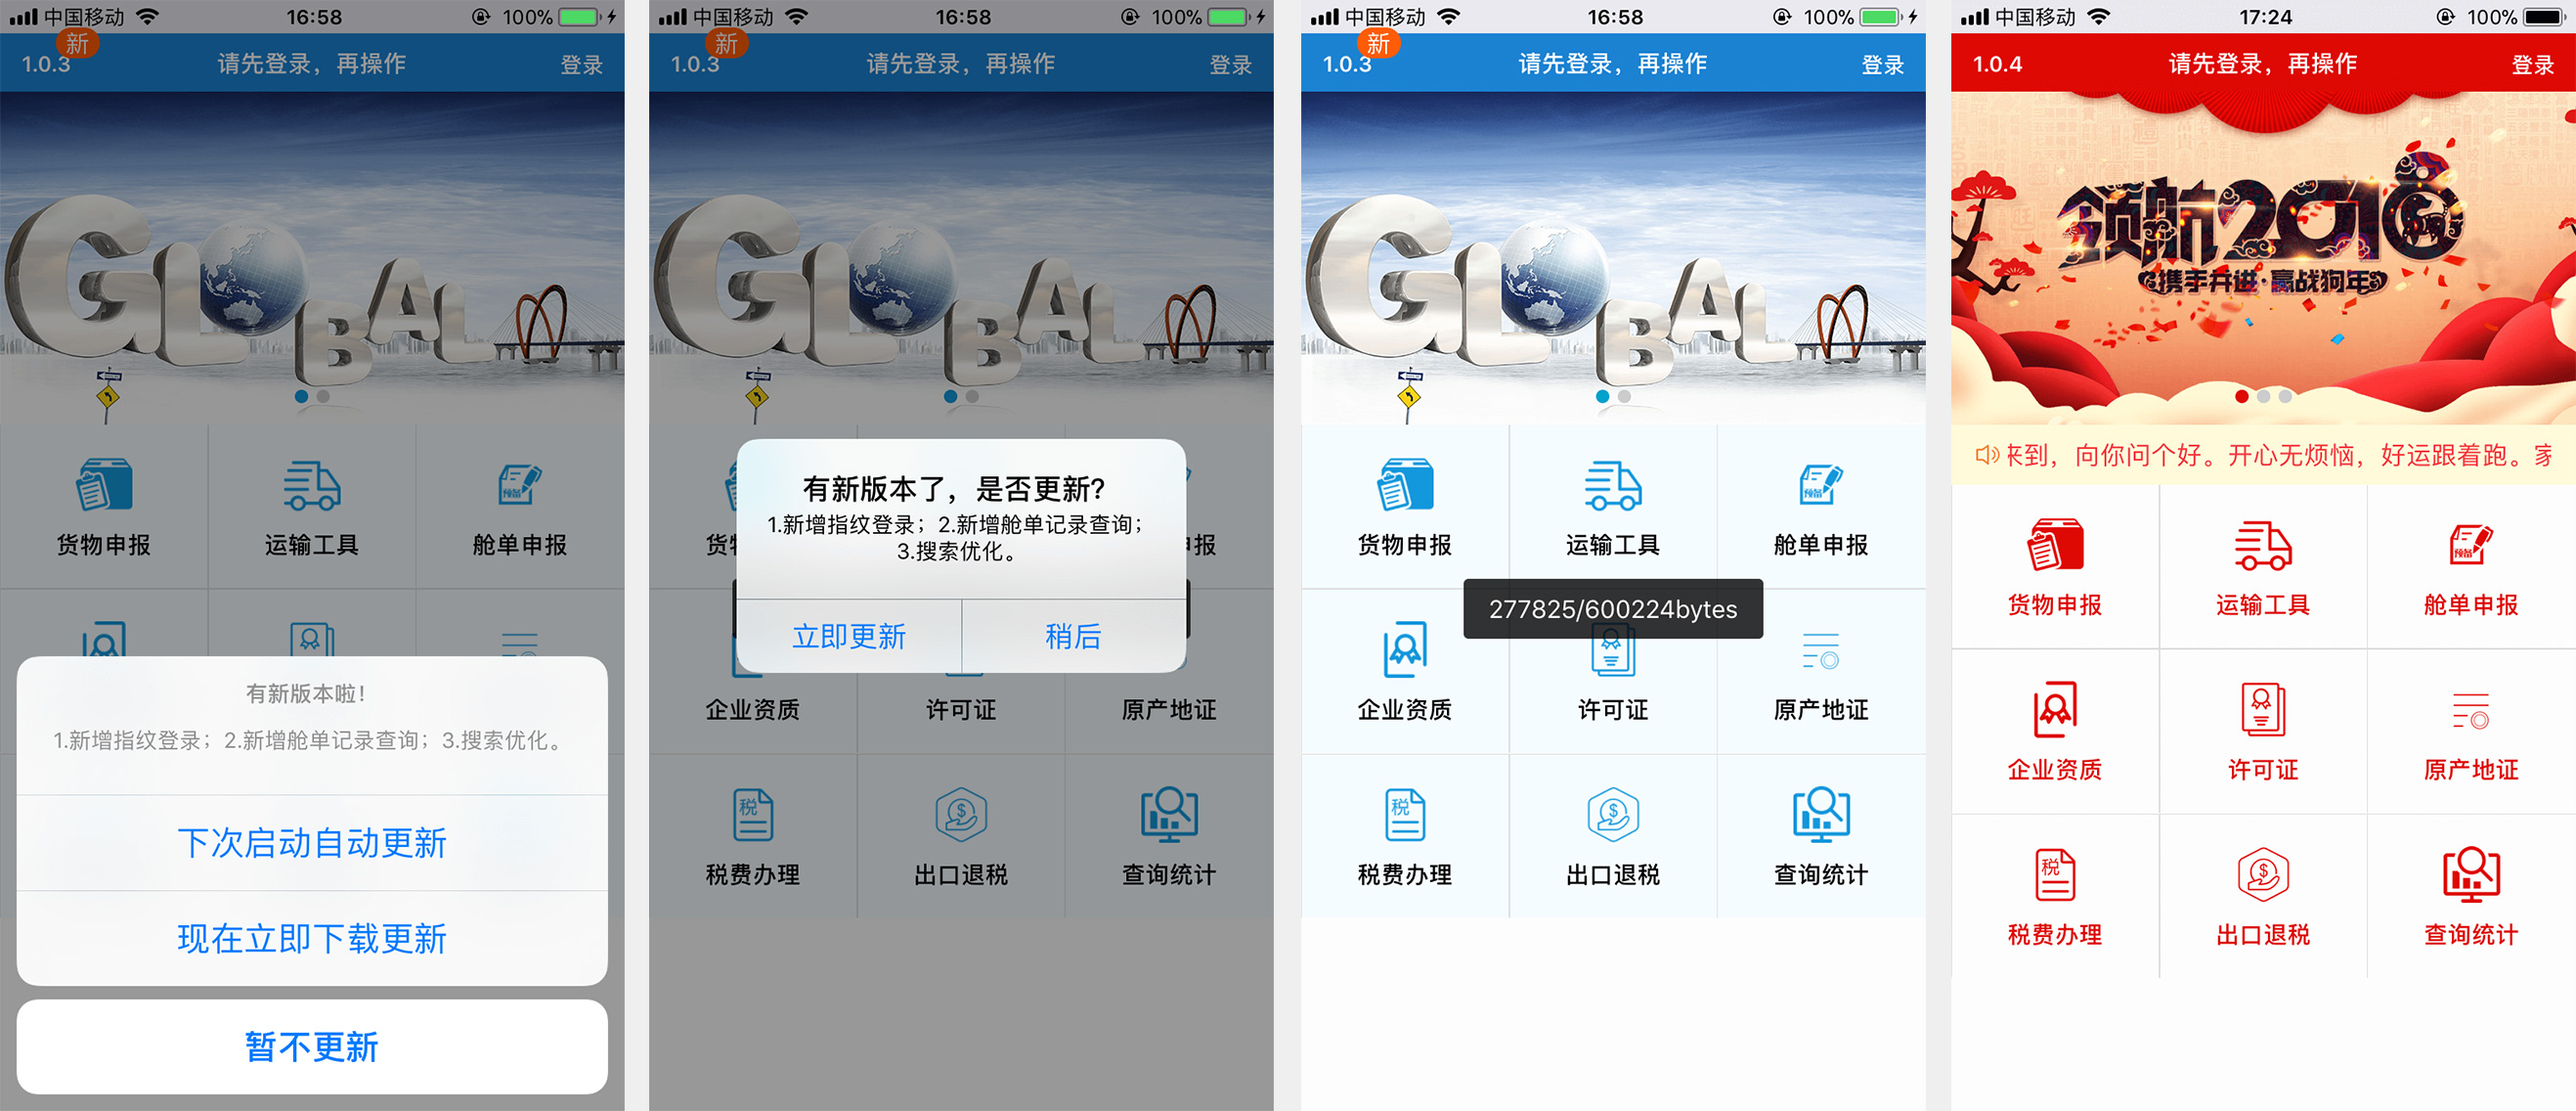 中国移动
16:58
100%
1.0.3
新
请先登录，再操作
登录
GLOBAL
货物申报
运输工具
舱单申报
有新版本啦！
1.新增指纹登录；2.新增舱单记录查询；3.搜索优化。
下次启动自动更新
现在立即下载更新
暂不更新
中国移动
16:58
100%
1.0.3
新
请先登录，再操作
登录
GLOBAL
有新版本了，是否更新？
1.新增指纹登录；2.新增舱单记录查询；
3.搜索优化。
立即更新
稍后
企业资质
许可证
原产地证
税
税费办理
出口退税
查询统计
中国移动
16:58
100%
1.0.3
新
请先登录，再操作
登录
GLOBAL
预备
货物申报
运输工具
舱单申报
277825/600224bytes
企业资质
许可证
原产地证
税
税费办理
出口退税
查询统计
中国移动
17:24
100%
1.0.4
请先登录，再操作
登录
领航2018
携手并进·赢战狗年
来到，向你问个好。开心无烦恼，好运跟着跑。家
预备
货物申报
运输工具
舱单申报
企业资质
许可证
原产地证
税
税费办理
出口退税
查询统计